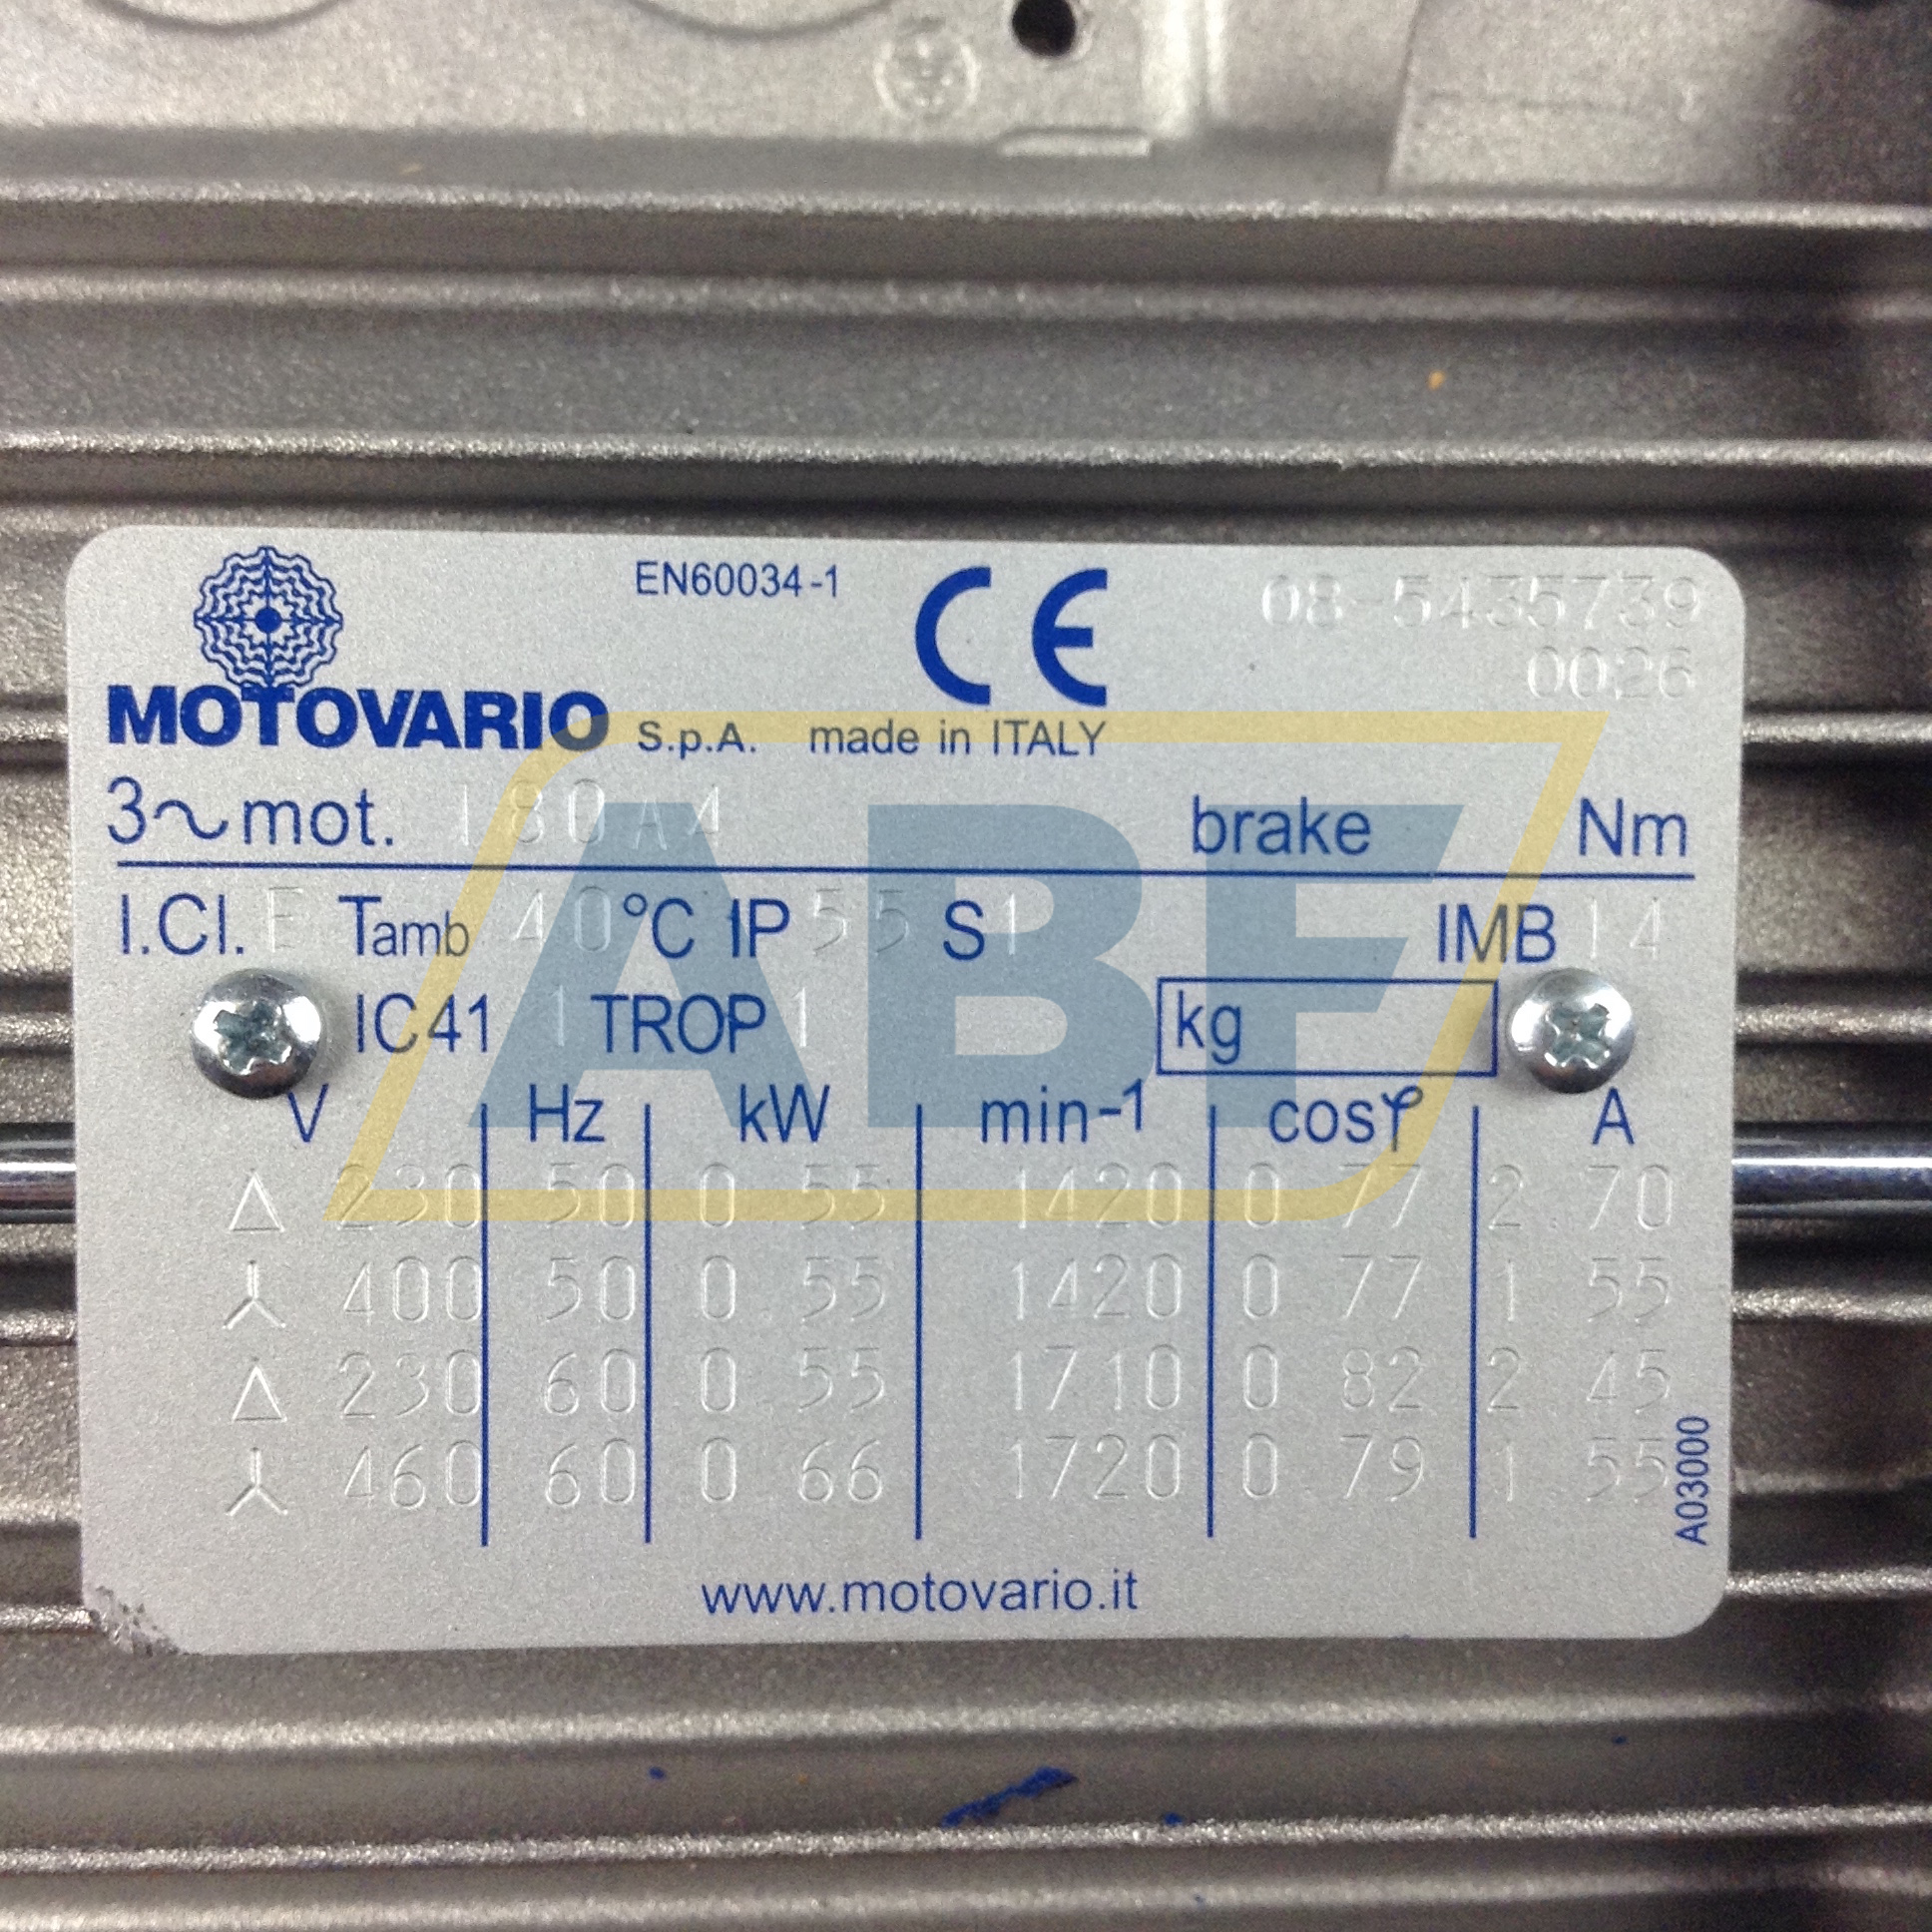 EN60034-1 CE 08-5435739
0026
MOTOVARIO S.p.A. made in ITALY
3~mot. T80A4 brake Nm
I.Cl. F Tamb 40 °C IP 55 S1 IMB 14
IC41 1 TROP 1 kg
V Hz kW min-1 cosφ A
△ 230 50 0.55 1420 0.77 2.70
400 50 0.55 1420 0.77 1.55
△ 230 60 0.55 1710 0.82 2.45
460 60 0.66 1720 0.79 1.55
A03000
www.motovario.it
ABF